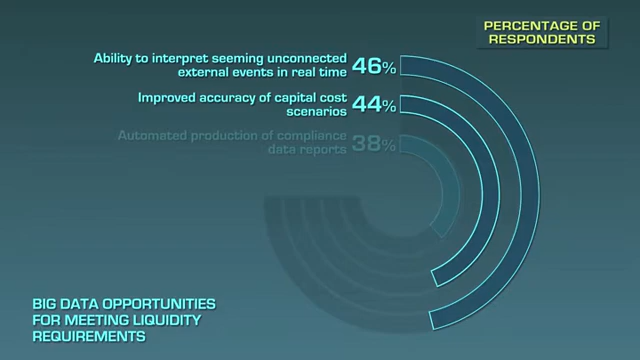 PERCENTAGE OF
RESPONDENTS
Ability to interpret seeming unconnected
external events in real time 46%
Improved accuracy of capital cost
scenarios 44%
Automated production of compliance
data reports 38%
BIG DATA OPPORTUNITIES
FOR MEETING LIQUIDITY
REQUIREMENTS